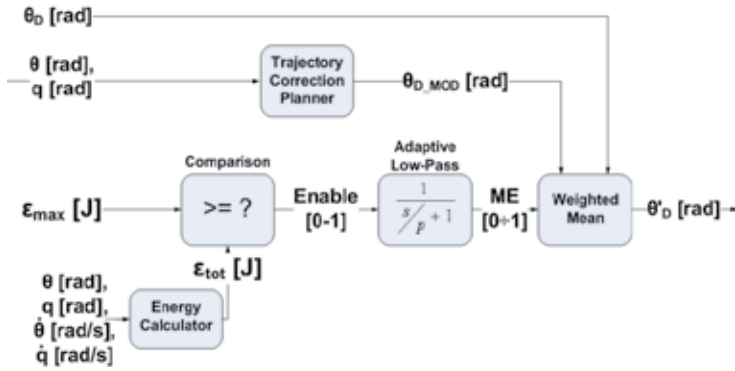 θD [rad]
θ [rad],
q [rad]
Trajectory
Correction
Planner
θD_MOD [rad]
Comparison
Adaptive
Low-Pass
εmax [J]
>= ?
Enable
[0-1]
1
s/p + 1
ME
[0÷1]
Weighted
Mean
θ'D [rad]
εtot [J]
θ [rad],
q [rad],
θ̇ [rad/s],
q̇ [rad/s]
Energy
Calculator